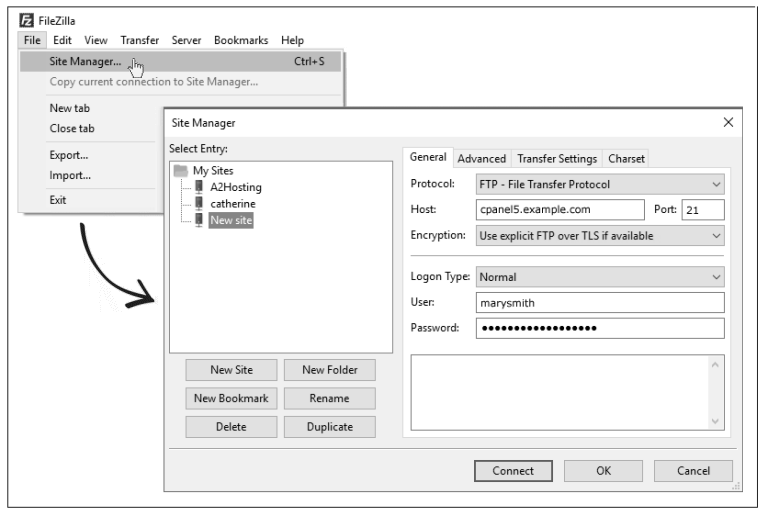 FileZilla
File Edit View Transfer Server Bookmarks Help
Site Manager... Ctrl+S
Copy current connection to Site Manager...
New tab
Close tab
Export...
Import...
Exit
Site Manager
Select Entry:
My Sites
A2Hosting
catherine
New site
New Site New Folder
New Bookmark Rename
Delete Duplicate
General Advanced Transfer Settings Charset
Protocol: FTP - File Transfer Protocol
Host: cpanel5.example.com Port: 21
Encryption: Use explicit FTP over TLS if available
Logon Type: Normal
User: marysmith
Password: ••••••••••••••••••
Connect OK Cancel